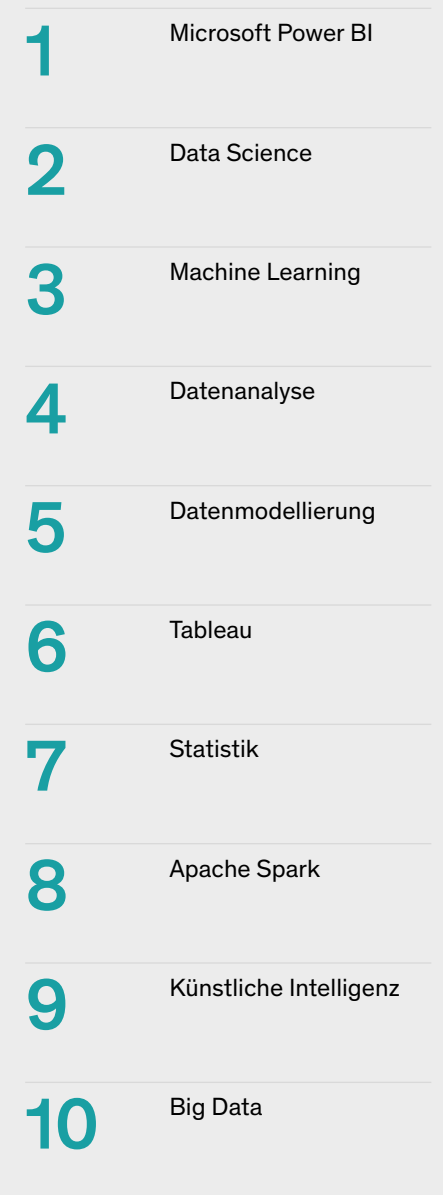 1 Microsoft Power BI
2 Data Science
3 Machine Learning
4 Datenanalyse
5 Datenmodellierung
6 Tableau
7 Statistik
8 Apache Spark
9 Künstliche Intelligenz
10 Big Data